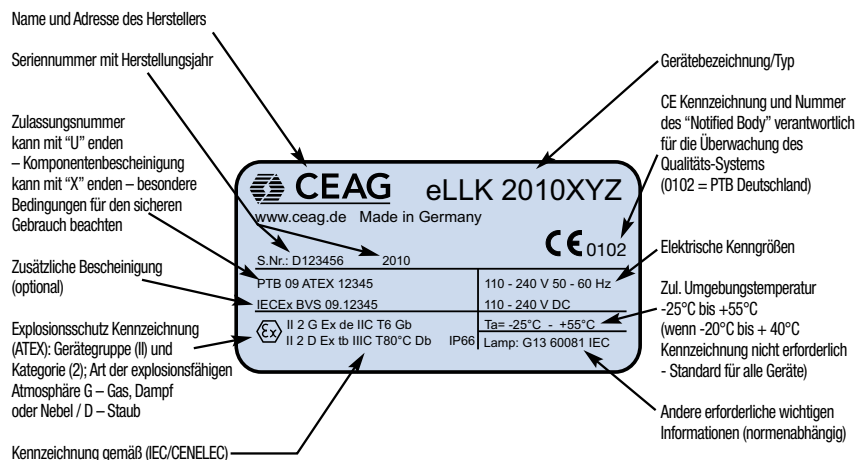 Name und Adresse des Herstellers
Seriennummer mit Herstellungsjahr
Zulassungsnummer
kann mit "U" enden
– Komponentenbescheinigung
kann mit "X" enden – besondere
Bedingungen für den sicheren
Gebrauch beachten
Zusätzliche Bescheinigung
(optional)
Explosionsschutz Kennzeichnung
(ATEX): Gerätegruppe (II) und
Kategorie (2); Art der explosionsfähigen
Atmosphäre G – Gas, Dampf
oder Nebel / D – Staub
Kennzeichnung gemäß (IEC/CENELEC)
CEAG eLLK 2010XYZ
www.ceag.de Made in Germany
CE 0102
S.Nr.: D123456 2010
PTB 09 ATEX 12345
IECEx BVS 09.12345
Ex II 2 G Ex de IIC T6 Gb
II 2 D Ex tb IIIC T80°C Db IP66
110 - 240 V 50 - 60 Hz
110 - 240 V DC
Ta= -25°C - +55°C
Lamp: G13 60081 IEC
Gerätebezeichnung/Typ
CE Kennzeichnung und Nummer
des "Notified Body" verantwortlich
für die Überwachung des
Qualitäts-Systems
(0102 = PTB Deutschland)
Elektrische Kenngrößen
Zul. Umgebungstemperatur
-25°C bis +55°C
(wenn -20°C bis + 40°C
Kennzeichnung nicht erforderlich
- Standard für alle Geräte)
Andere erforderliche wichtigen
Informationen (normenabhängig)